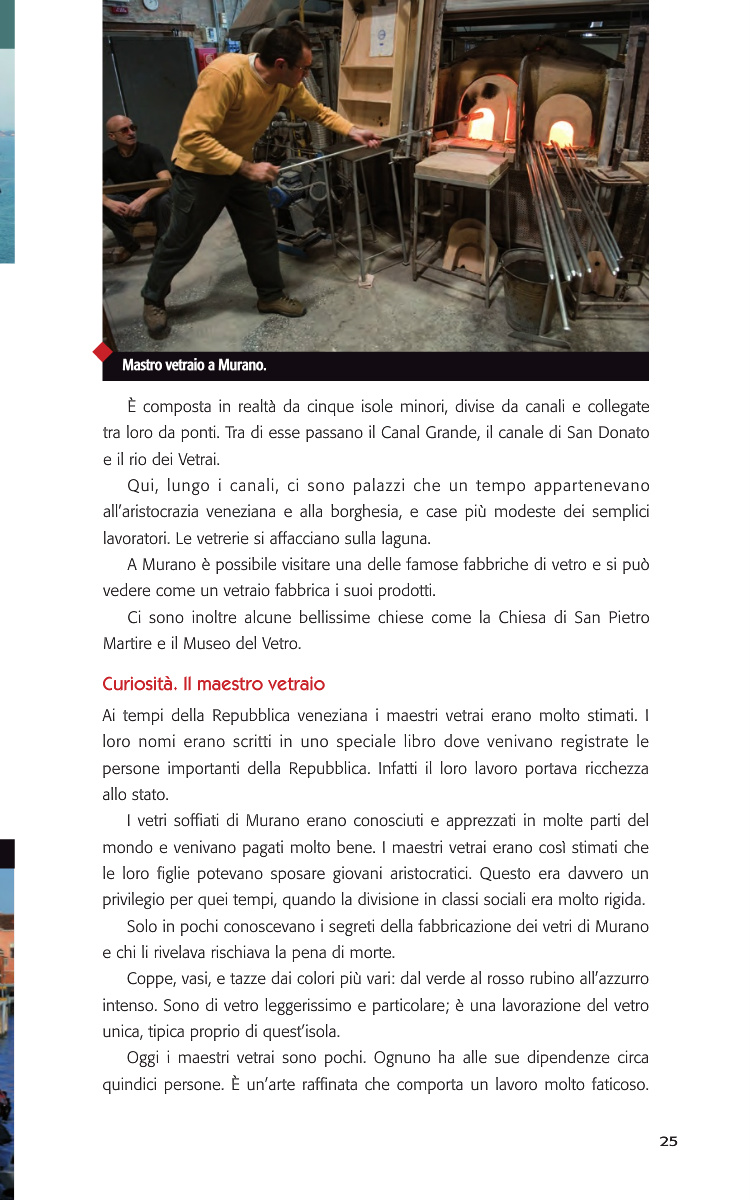 Mastro vetraio a Murano.
È composta in realtà da cinque isole minori, divise da canali e collegate
tra loro da ponti. Tra di esse passano il Canal Grande, il canale di San Donato
e il rio dei Vetrai.
Qui, lungo i canali, ci sono palazzi che un tempo appartenevano
all'aristocrazia veneziana e alla borghesia, e case più modeste dei semplici
lavoratori. Le vetrerie si affacciano sulla laguna.
A Murano è possibile visitare una delle famose fabbriche di vetro e si può
vedere come un vetraio fabbrica i suoi prodotti.
Ci sono inoltre alcune bellissime chiese come la Chiesa di San Pietro
Martire e il Museo del Vetro.
Curiosità. Il maestro vetraio
Ai tempi della Repubblica veneziana i maestri vetrai erano molto stimati. I
loro nomi erano scritti in uno speciale libro dove venivano registrate le
persone importanti della Repubblica. Infatti il loro lavoro portava ricchezza
allo stato.
I vetri soffiati di Murano erano conosciuti e apprezzati in molte parti del
mondo e venivano pagati molto bene. I maestri vetrai erano così stimati che
le loro figlie potevano sposare giovani aristocratici. Questo era davvero un
privilegio per quei tempi, quando la divisione in classi sociali era molto rigida.
Solo in pochi conoscevano i segreti della fabbricazione dei vetri di Murano
e chi li rivelava rischiava la pena di morte.
Coppe, vasi, e tazze dai colori più vari: dal verde al rosso rubino all'azzurro
intenso. Sono di vetro leggerissimo e particolare; è una lavorazione del vetro
unica, tipica proprio di quest'isola.
Oggi i maestri vetrai sono pochi. Ognuno ha alle sue dipendenze circa
quindici persone. È un'arte raffinata che comporta un lavoro molto faticoso.
25